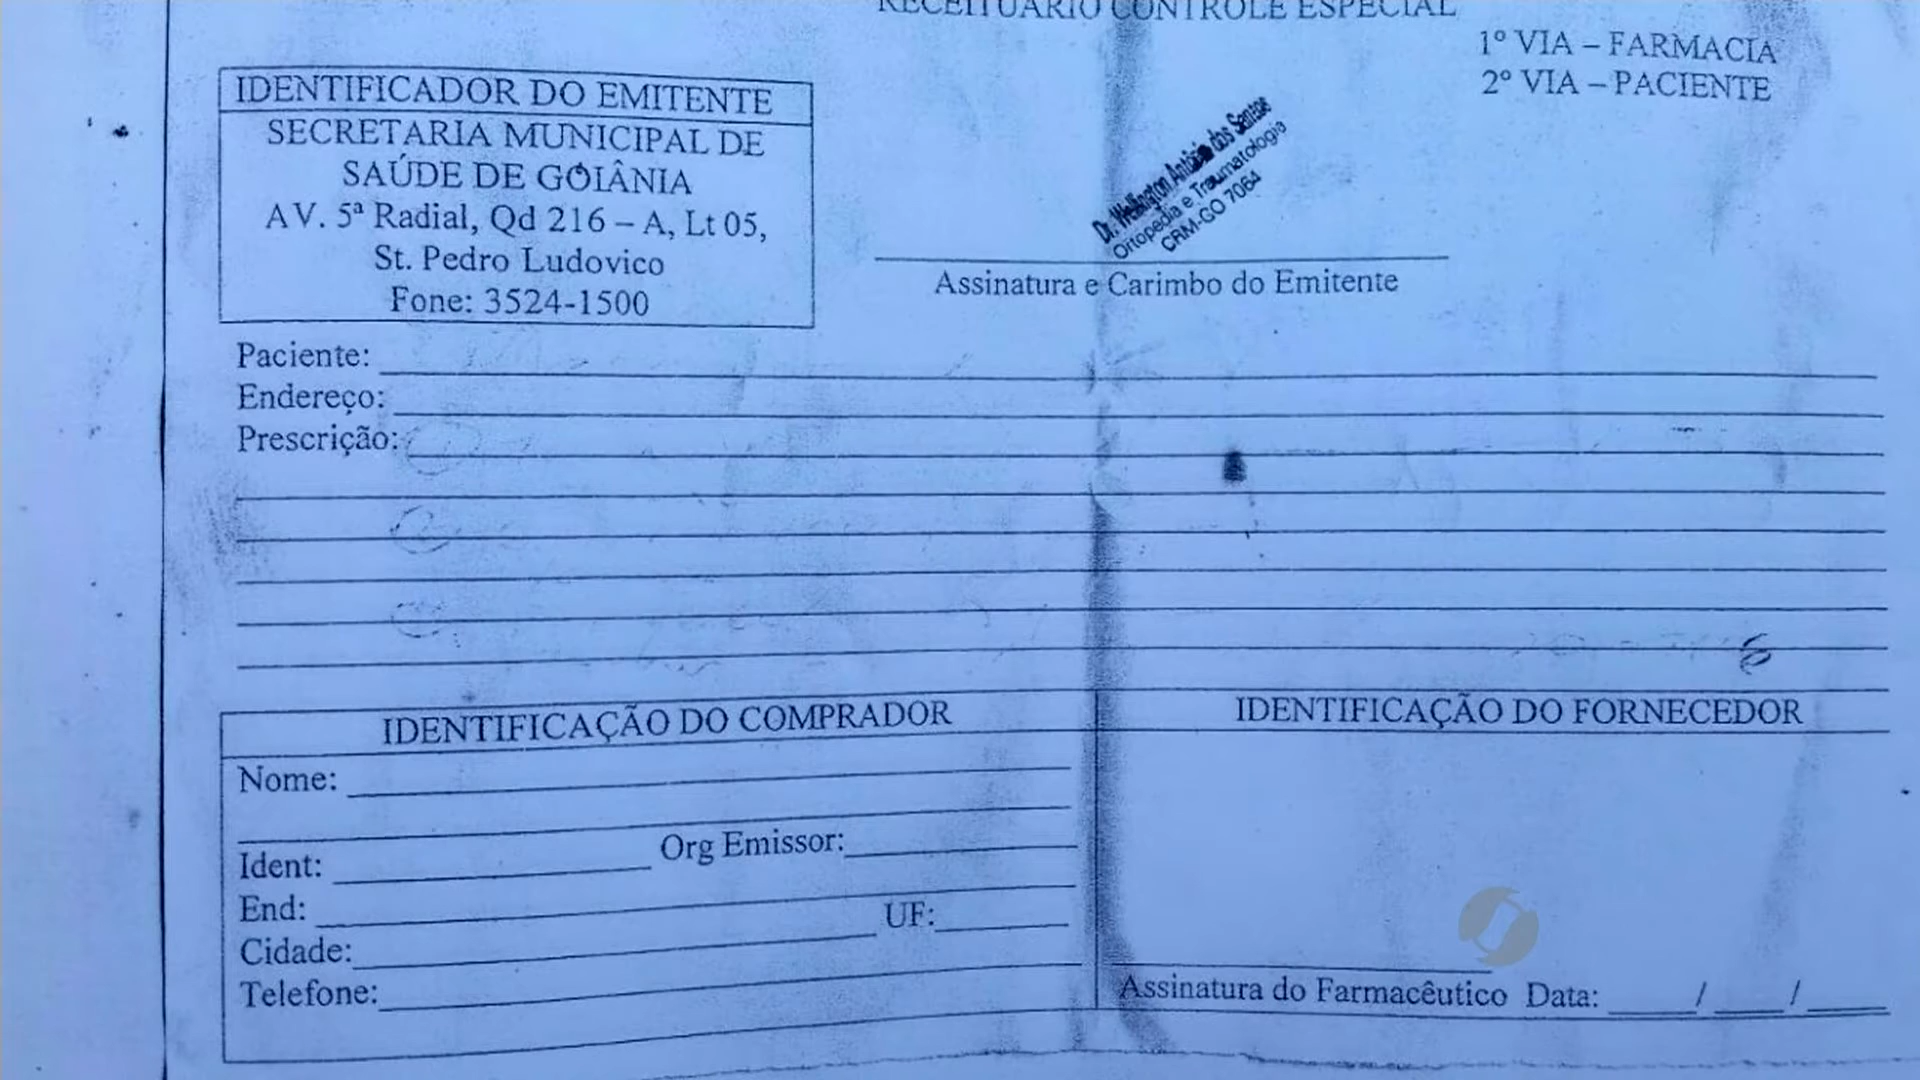 RECEITUÁRIO CONTROLE ESPECIAL
1º VIA – FARMACIA
2º VIA – PACIENTE
IDENTIFICADOR DO EMITENTE
SECRETARIA MUNICIPAL DE
SAÚDE DE GOIÂNIA
AV. 5ª Radial, Qd 216 – A, Lt 05,
St. Pedro Ludovico
Fone: 3524-1500
Dr. Wellington Antônio dos Santos
Ortopedia e Traumatologia
CRM-GO 7064
Assinatura e Carimbo do Emitente
Paciente:
Endereço:
Prescrição:
IDENTIFICAÇÃO DO COMPRADOR
Nome:
Ident: Org Emissor:
End:
Cidade: UF:
Telefone:
IDENTIFICAÇÃO DO FORNECEDOR
Assinatura do Farmacêutico Data: / /